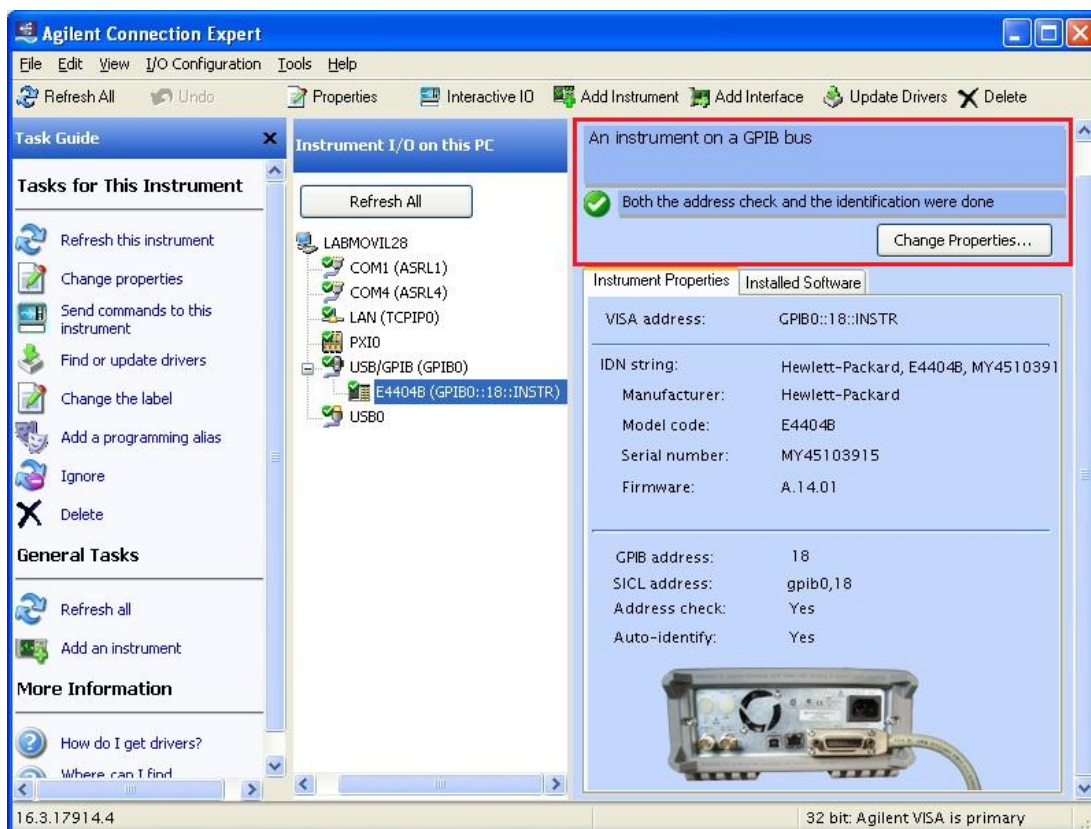 Agilent Connection Expert
File Edit View I/O Configuration Tools Help
Refresh All Undo Properties Interactive IO Add Instrument Add Interface Update Drivers Delete
Task Guide
Tasks for This Instrument
Refresh this instrument
Change properties
Send commands to this
instrument
Find or update drivers
Change the label
Add a programming alias
Ignore
Delete
General Tasks
Refresh all
Add an instrument
More Information
How do I get drivers?
Where can I find
Instrument I/O on this PC
Refresh All
LABMOVIL28
COM1 (ASRL1)
COM4 (ASRL4)
LAN (TCPIP0)
PXI0
USB/GPIB (GPIB0)
E4404B (GPIB0::18::INSTR)
USB0
An instrument on a GPIB bus
Both the address check and the identification were done
Change Properties...
Instrument Properties Installed Software
VISA address: GPIB0::18::INSTR
IDN string: Hewlett-Packard, E4404B, MY4510391
Manufacturer: Hewlett-Packard
Model code: E4404B
Serial number: MY45103915
Firmware: A.14.01
GPIB address: 18
SICL address: gpib0,18
Address check: Yes
Auto-identify: Yes
16.3.17914.4 32 bit: Agilent VISA is primary